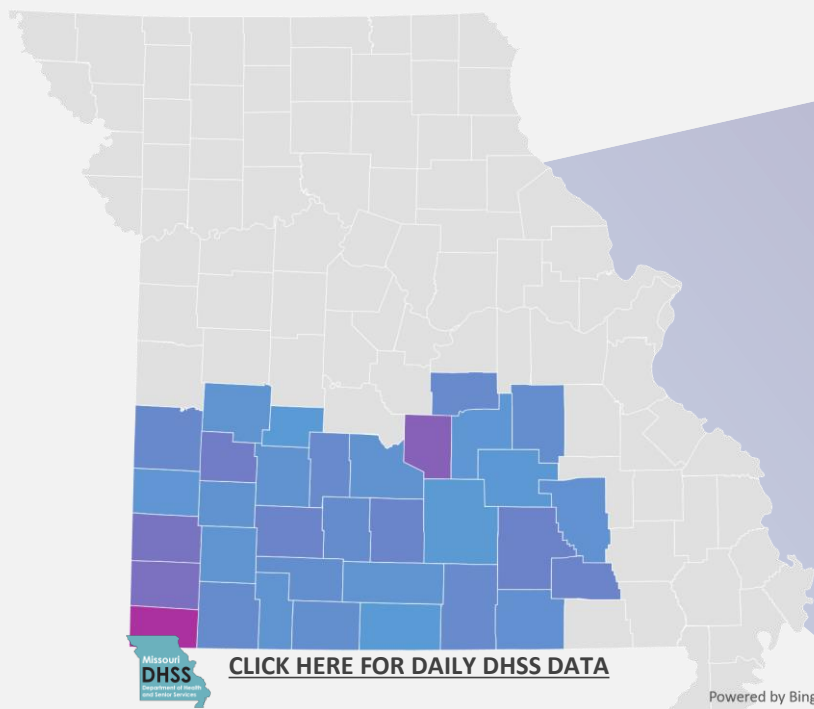 Missouri
DHSS
Department of Health
and Senior Services
CLICK HERE FOR DAILY DHSS DATA
Powered by Bing